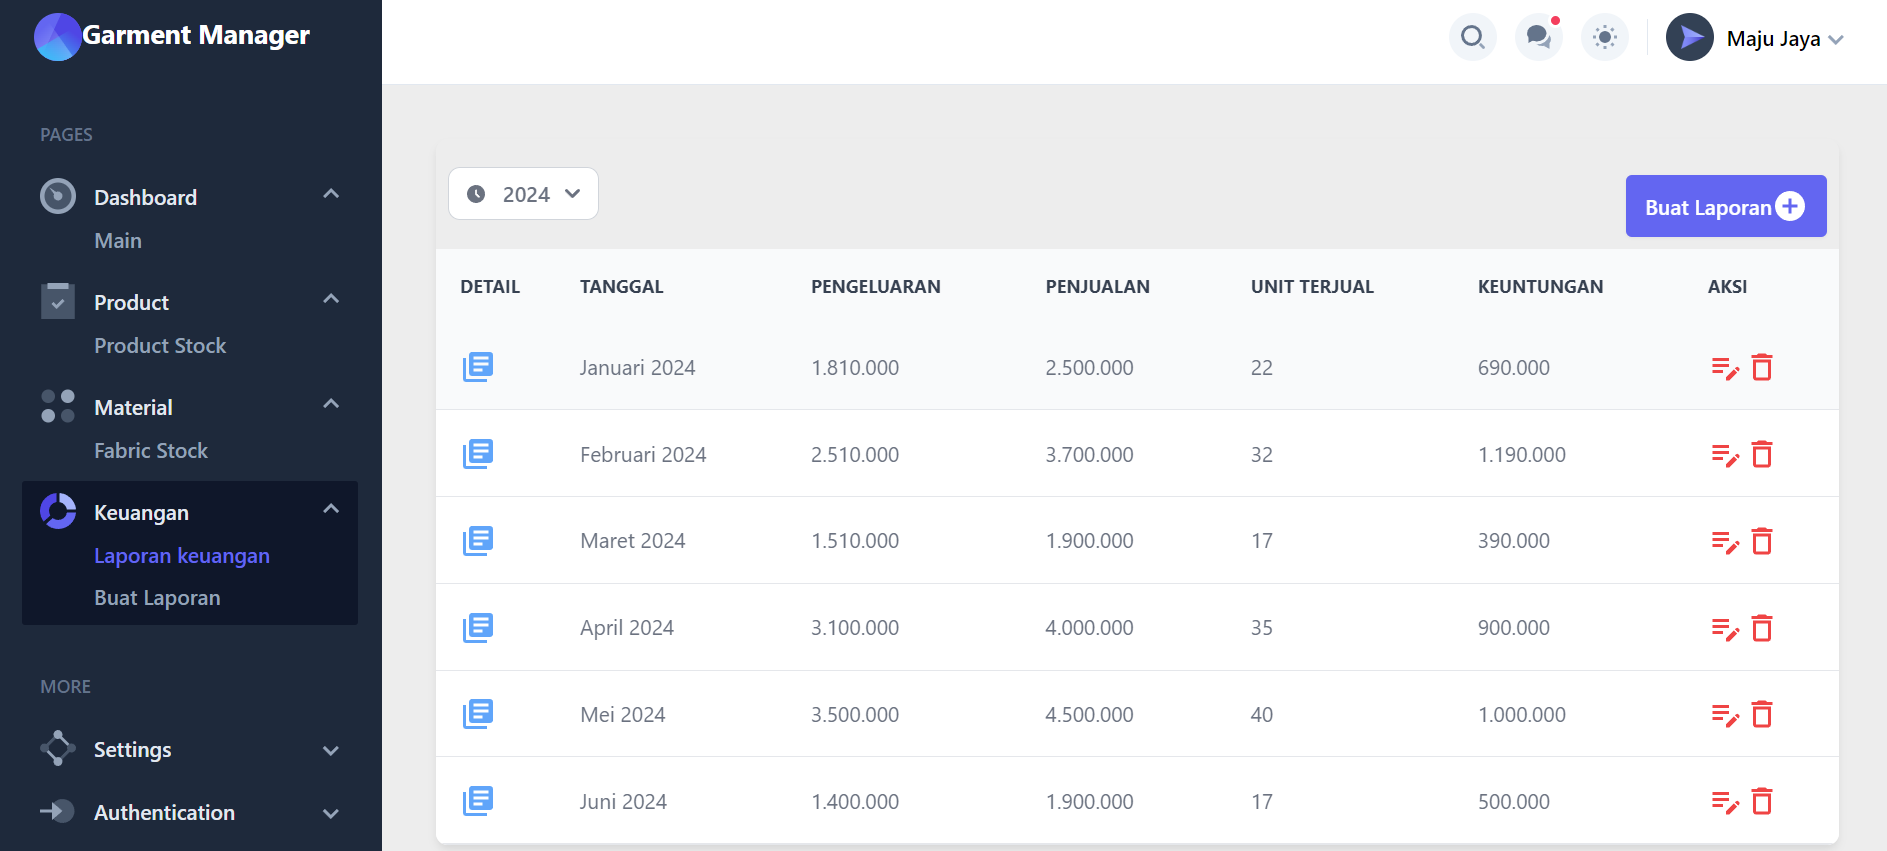 Garment Manager
Maju Jaya
PAGES
Dashboard
Main
Product
Product Stock
Material
Fabric Stock
Keuangan
Laporan keuangan
Buat Laporan
MORE
Settings
Authentication
2024
Buat Laporan
DETAIL TANGGAL PENGELUARAN PENJUALAN UNIT TERJUAL KEUNTUNGAN AKSI
Januari 2024 1.810.000 2.500.000 22 690.000
Februari 2024 2.510.000 3.700.000 32 1.190.000
Maret 2024 1.510.000 1.900.000 17 390.000
April 2024 3.100.000 4.000.000 35 900.000
Mei 2024 3.500.000 4.500.000 40 1.000.000
Juni 2024 1.400.000 1.900.000 17 500.000